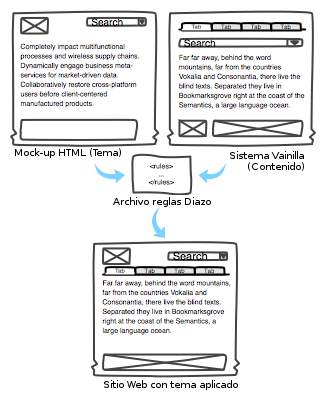 Search
Completely impact multifunctional
processes and wireless supply chains.
Dynamically engage business meta-
services for market-driven data.
Collaboratively restore cross-platform
users before client-centered
manufactured products.
Mock-up HTML (Tema)
Tab Tab Tab Tab
Search
Far far away, behind the word
mountains, far from the countries
Vokalia and Consonantia, there live the
blind texts. Separated they live in
Bookmarksgrove right at the coast of the
Semantics, a large language ocean.
Sistema Vainilla
(Contenido)
<rules>
...
</rules>
Archivo reglas Diazo
Search
Tab Tab Tab Tab
Far far away, behind the word mountains,
far from the countries Vokalia and
Consonantia, there live the blind texts.
Separated they live in Bookmarksgrove
right at the coast of the Semantics, a
large language ocean.
Sitio Web con tema aplicado